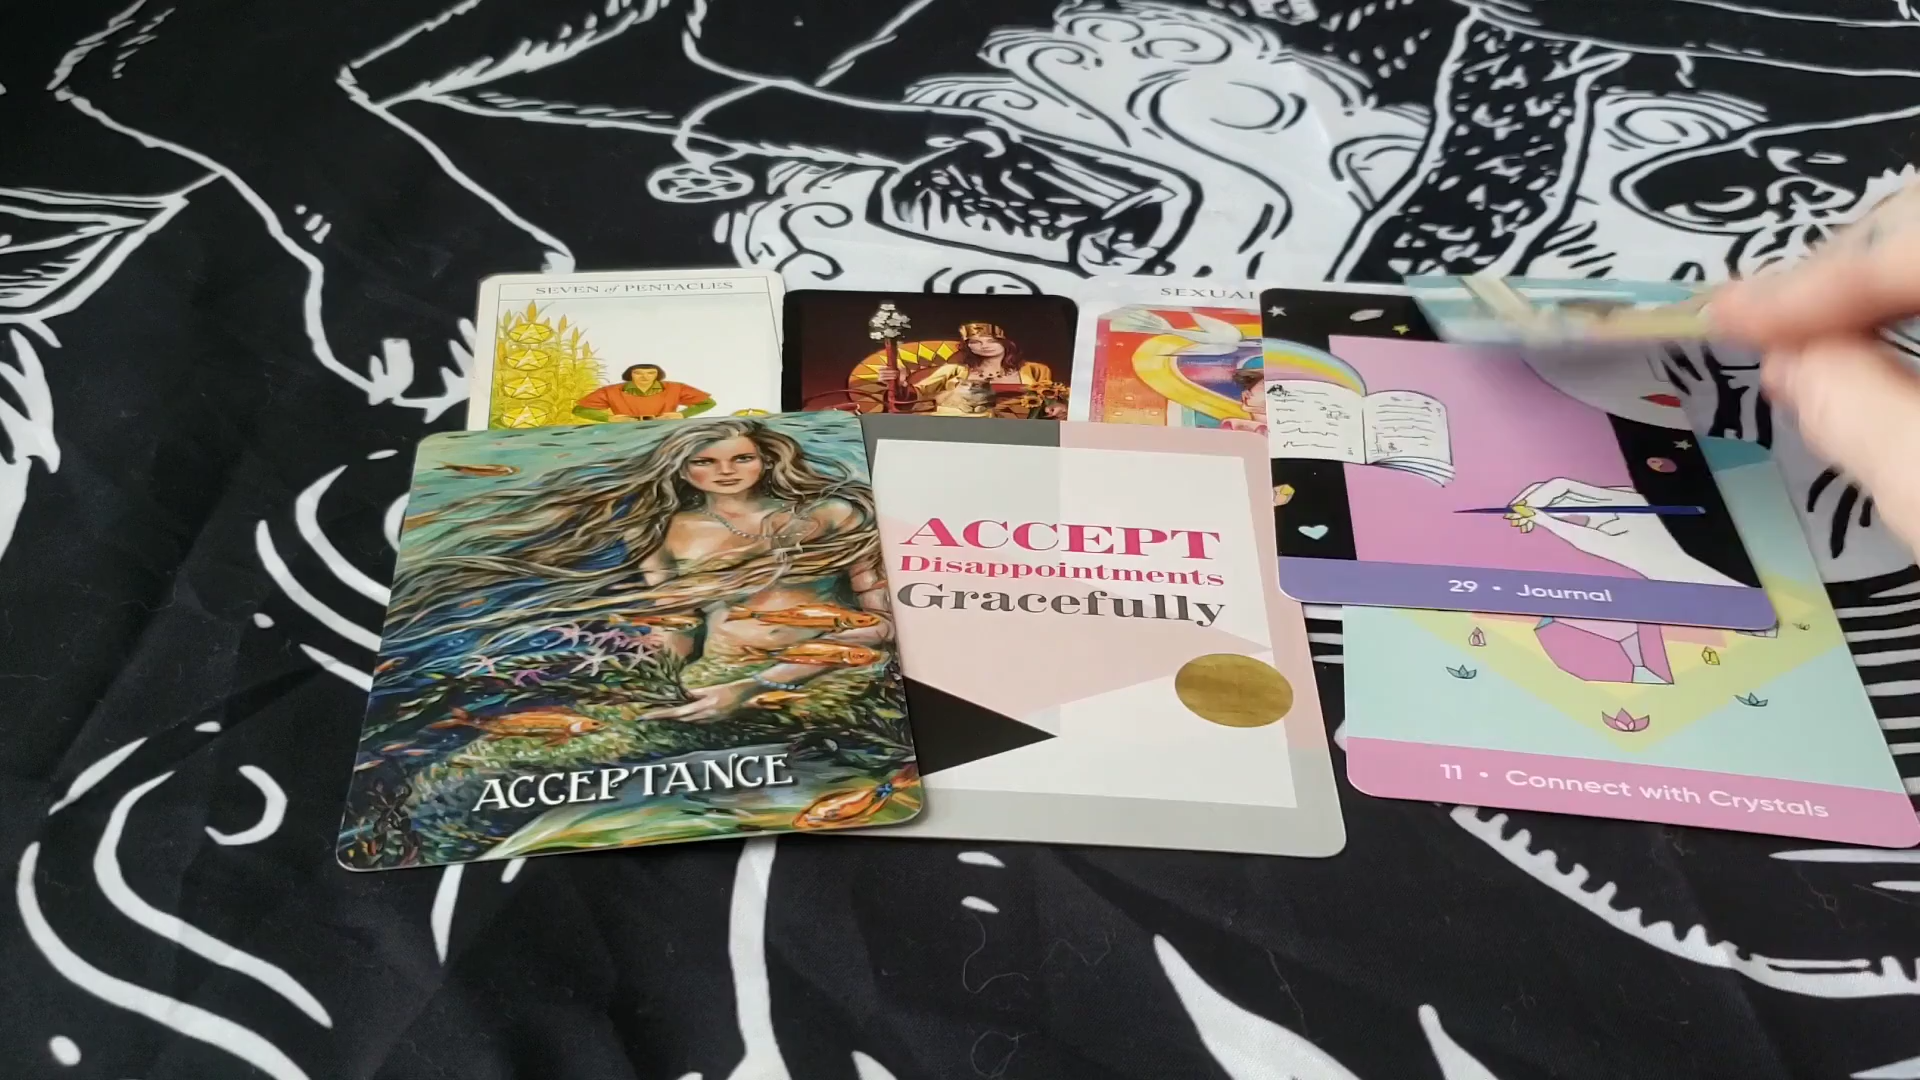 SEVEN of PENTACLES
SEXUAL
ACCEPT
Disappointments
Gracefully
29 • Journal
ACCEPTANCE
11 • Connect with Crystals